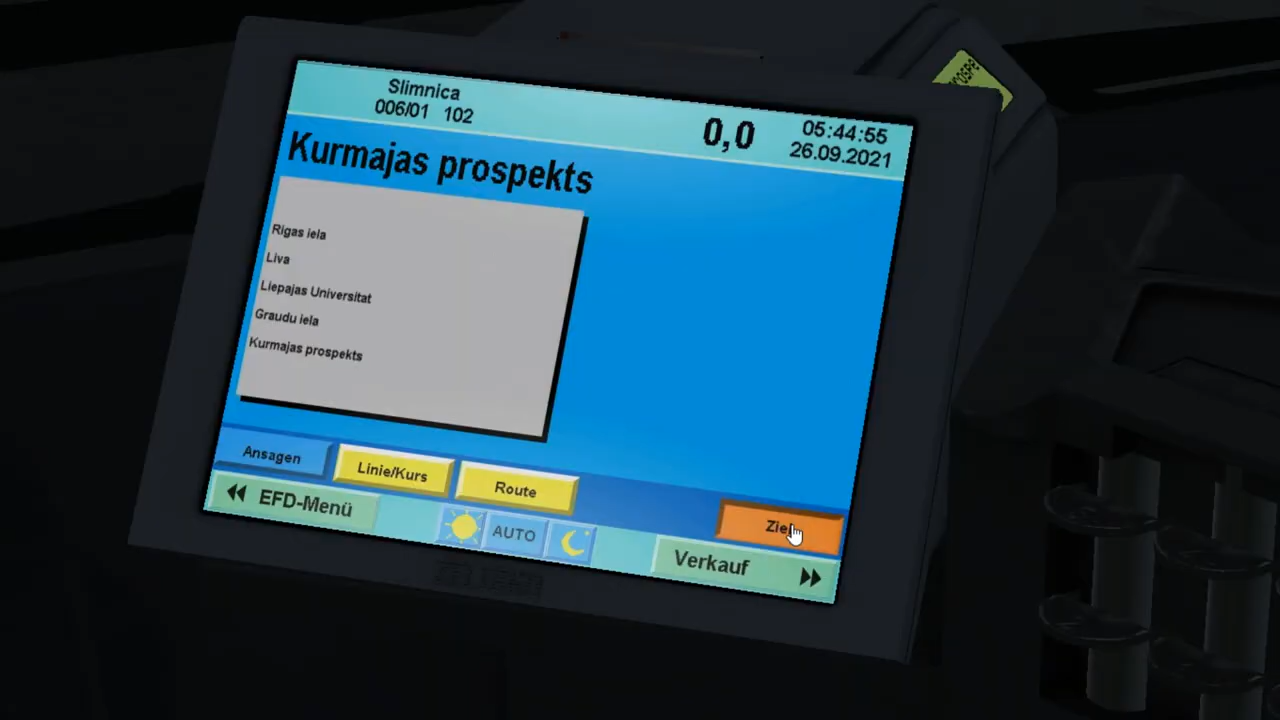 Slimnica
006/01 102
0,0
05:44:55
26.09.2021
Kurmajas prospekts
Rigas iela
Liva
Liepajas Universitat
Graudu iela
Kurmajas prospekts
Ansagen
Linie/Kurs
Route
EFD-Menü
AUTO
Verkauf